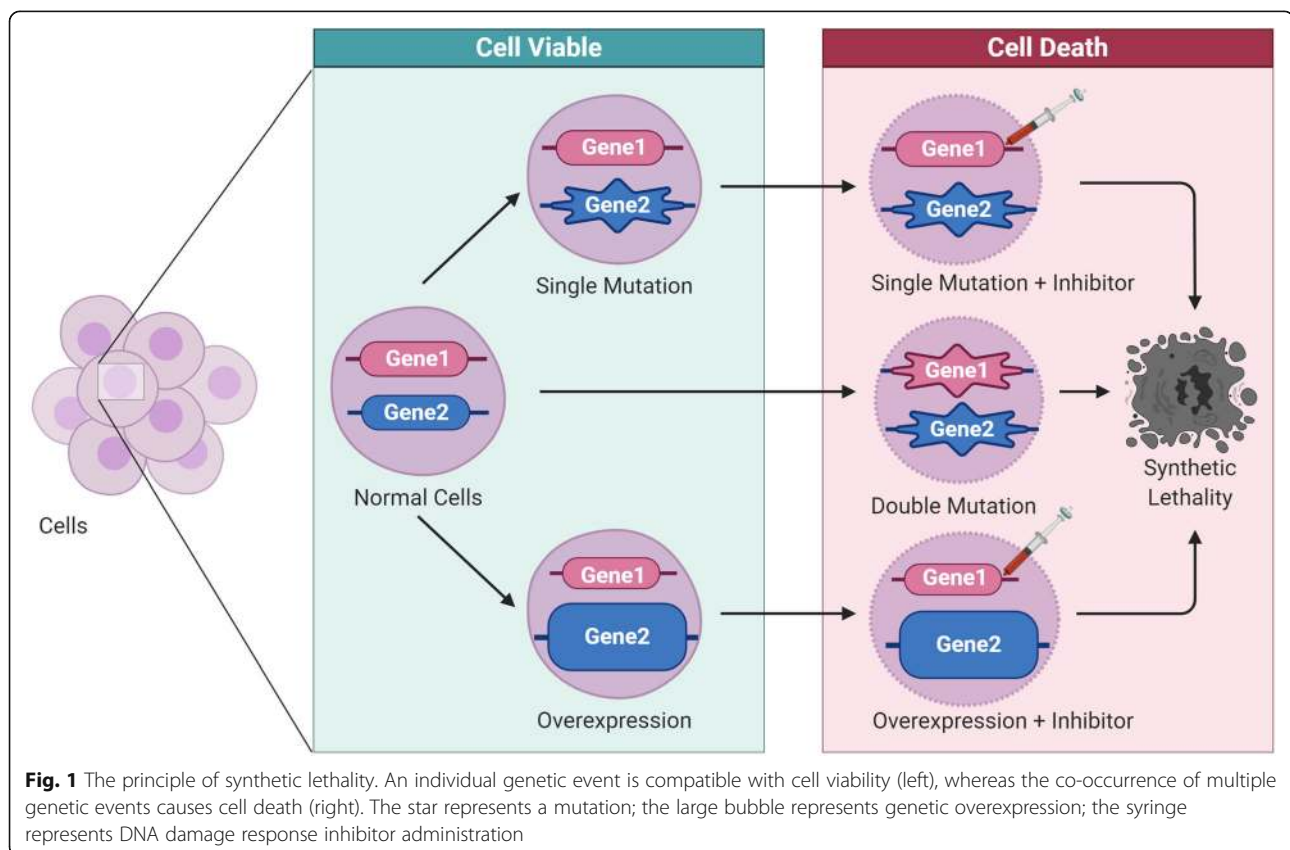 Cell Viable
Cell Death
Gene1
Gene2
Single Mutation
Gene1
Gene2
Single Mutation + Inhibitor
Cells
Gene1
Gene2
Normal Cells
Gene1
Gene2
Double Mutation
Synthetic
Lethality
Gene1
Gene2
Overexpression
Gene1
Gene2
Overexpression + Inhibitor
Fig. 1 The principle of synthetic lethality. An individual genetic event is compatible with cell viability (left), whereas the co-occurrence of multiple
genetic events causes cell death (right). The star represents a mutation; the large bubble represents genetic overexpression; the syringe
represents DNA damage response inhibitor administration